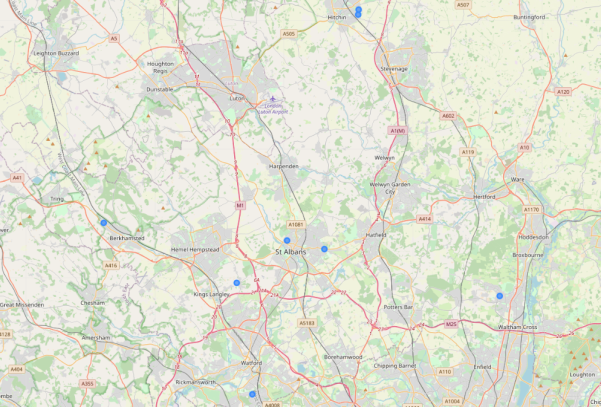 A507
Hitchin
Buntingford
A505
A5
Leighton Buzzard
Houghton
Regis
Stevenage
Dunstable
Luton
London
Luton Airport
A120
A602
A1(M)
A119
A10
Harpenden
Welwyn
A41
Ware
Welwyn Garden
City
Tring
Hertford
M1
A1170
A414
A1081
Hatfield
Hoddesdon
Berkhamsted
Hemel Hempstead
St Albans
Broxbourne
A416
Kings Langley
Great Missenden
Chesham
Potters Bar
A5183
M25
Waltham Cross
A128
Amersham
Borehamwood
Watford
Chipping Barnet
A404
A110
Enfield
Loughton
A355
Rickmansworth
A4008
A1004